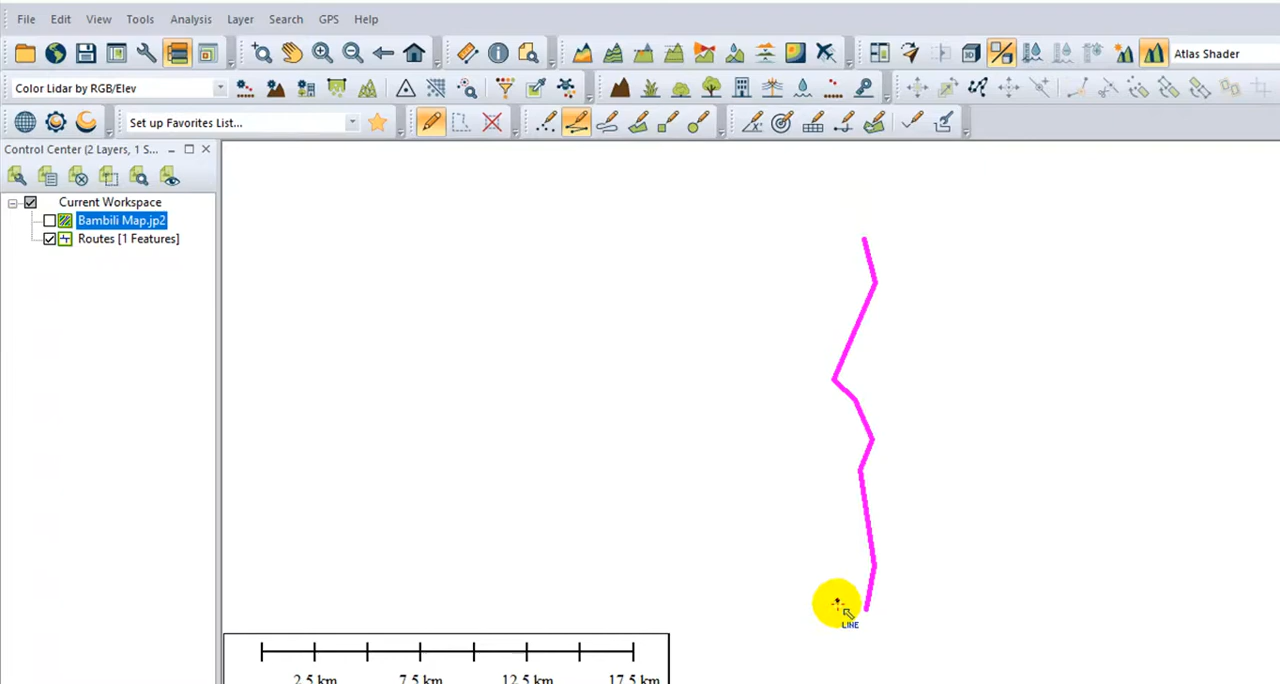 File Edit View Tools Analysis Layer Search GPS Help
Atlas Shader
Color Lidar by RGB/Elev
Set up Favorites List...
Control Center (2 Layers, 1 S...
Current Workspace
Bambili Map.jp2
Routes [1 Features]
LINE
2.5 km 7.5 km 12.5 km 17.5 km